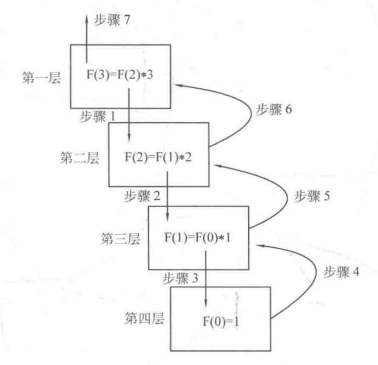 步骤 7
第一层
F(3)=F(2)*3
步骤 1
步骤 6
第二层
F(2)=F(1)*2
步骤 2
步骤 5
第三层
F(1)=F(0)*1
步骤 3
步骤 4
第四层
F(0)=1